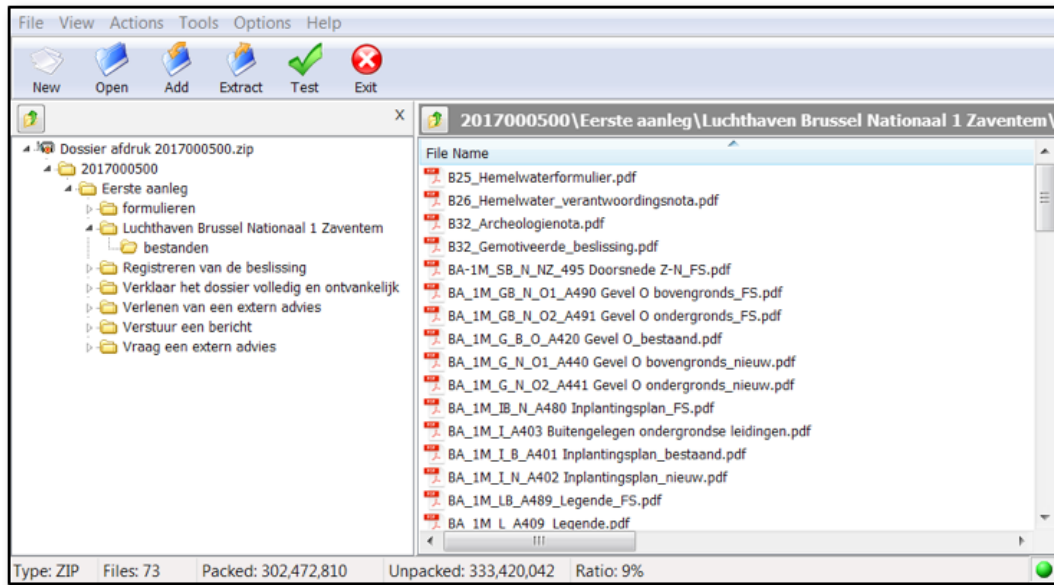 File View Actions Tools Options Help
New Open Add Extract Test Exit
X
2017000500\Eerste aanleg\Luchthaven Brussel Nationaal 1 Zaventem\
Dossier afdruk 2017000500.zip
2017000500
Eerste aanleg
formulieren
Luchthaven Brussel Nationaal 1 Zaventem
bestanden
Registreren van de beslissing
Verklaar het dossier volledig en ontvankelijk
Verlenen van een extern advies
Verstuur een bericht
Vraag een extern advies
File Name
B25_Hemelwaterformulier.pdf
B26_Hemelwater_verantwoordingsnota.pdf
B32_Archeologienota.pdf
B32_Gemotiveerde_beslissing.pdf
BA-1M_SB_N_NZ_495 Doorsnede Z-N_FS.pdf
BA_1M_GB_N_O1_A490 Gevel O bovengronds_FS.pdf
BA_1M_GB_N_O2_A491 Gevel O ondergronds_FS.pdf
BA_1M_G_B_O_A420 Gevel O_bestaand.pdf
BA_1M_G_N_O1_A440 Gevel O bovengronds_nieuw.pdf
BA_1M_G_N_O2_A441 Gevel O ondergronds_nieuw.pdf
BA_1M_IB_N_A480 Inplantingsplan_FS.pdf
BA_1M_I_A403 Buitengelegen ondergrondse leidingen.pdf
BA_1M_I_B_A401 Inplantingsplan_bestaand.pdf
BA_1M_I_N_A402 Inplantingsplan_nieuw.pdf
BA_1M_LB_A489_Legende_FS.pdf
BA_1M_L_A409_Legende.pdf
Type: ZIP Files: 73 Packed: 302,472,810 Unpacked: 333,420,042 Ratio: 9%